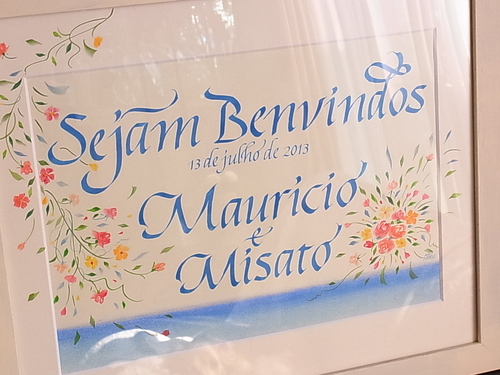 Sejam Benvindos
13 de julho de 2013
Mauricio
e
Misato